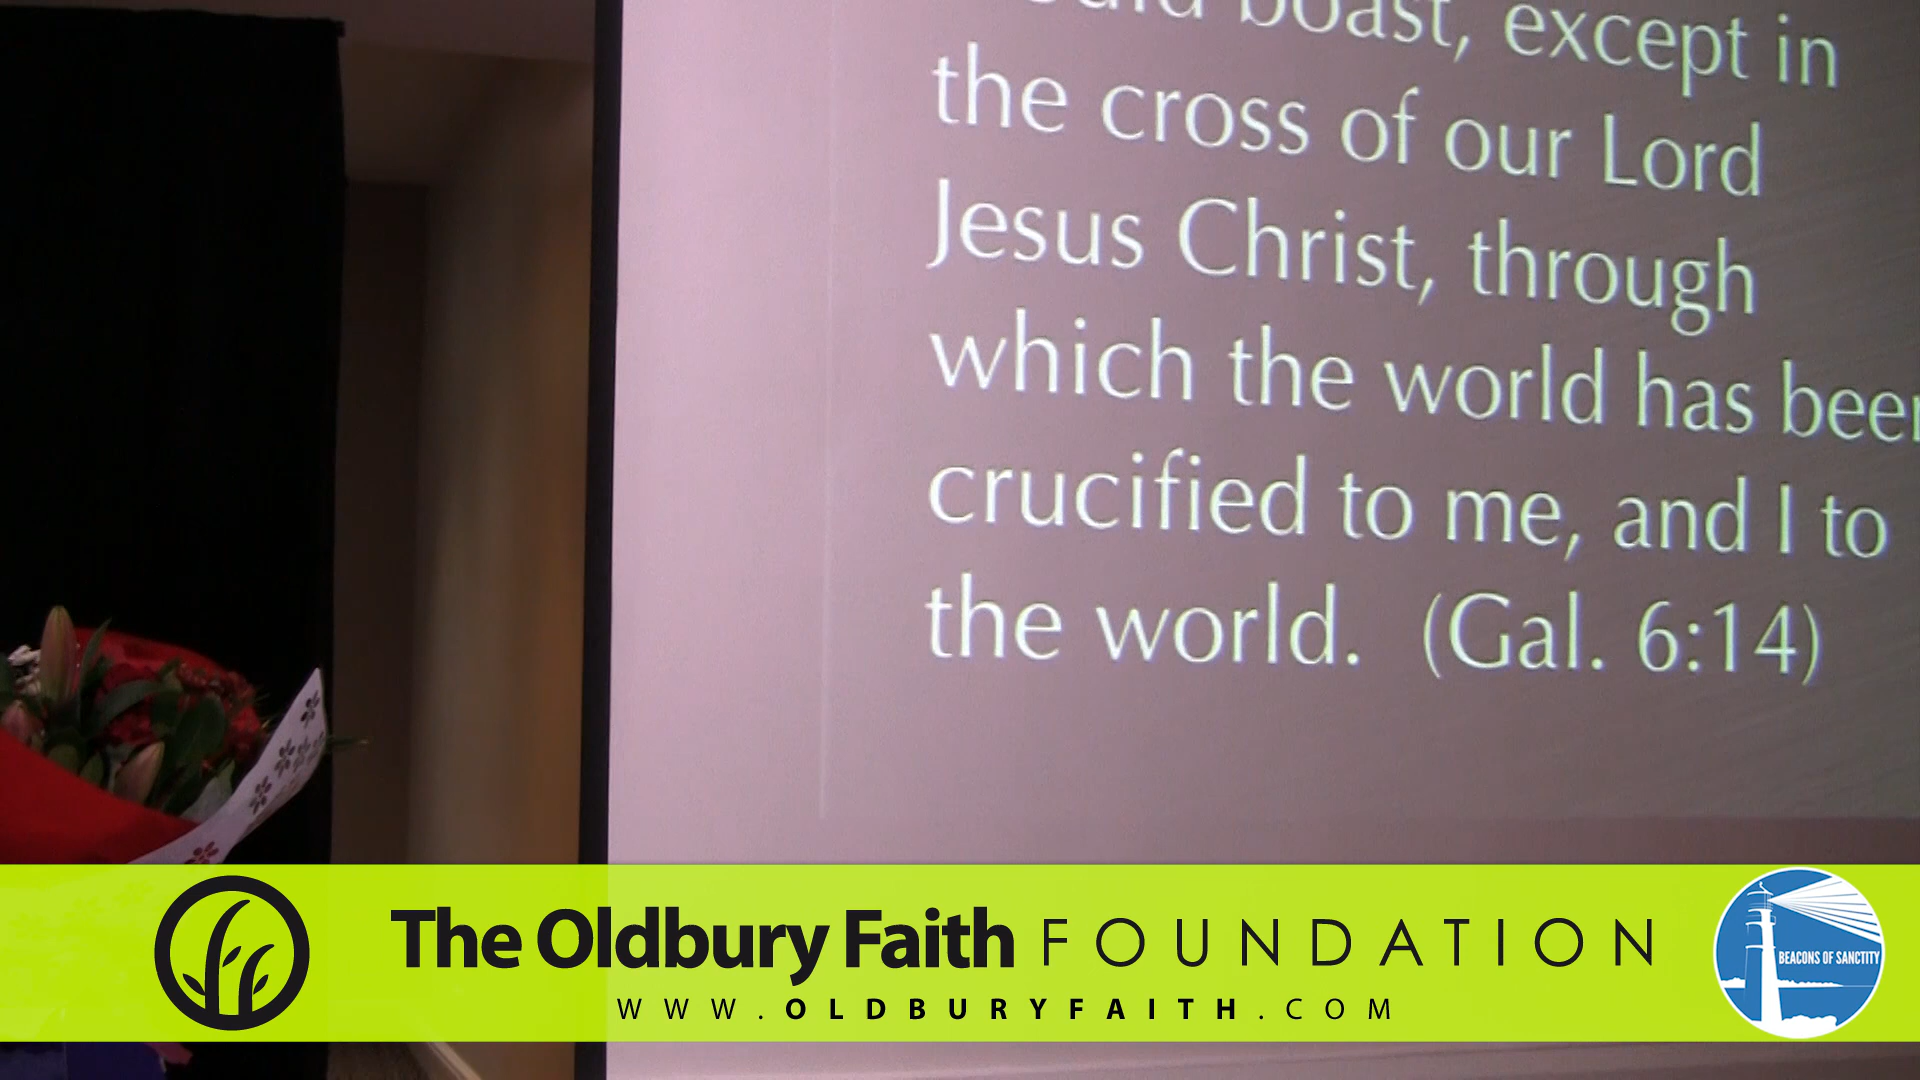 boast, except in
the cross of our Lord
Jesus Christ, through
which the world has been
crucified to me, and I to
the world. (Gal. 6:14)
The Oldbury Faith FOUNDATION
WWW.OLDBURYFAITH.COM
BEACONS OF SANCTITY